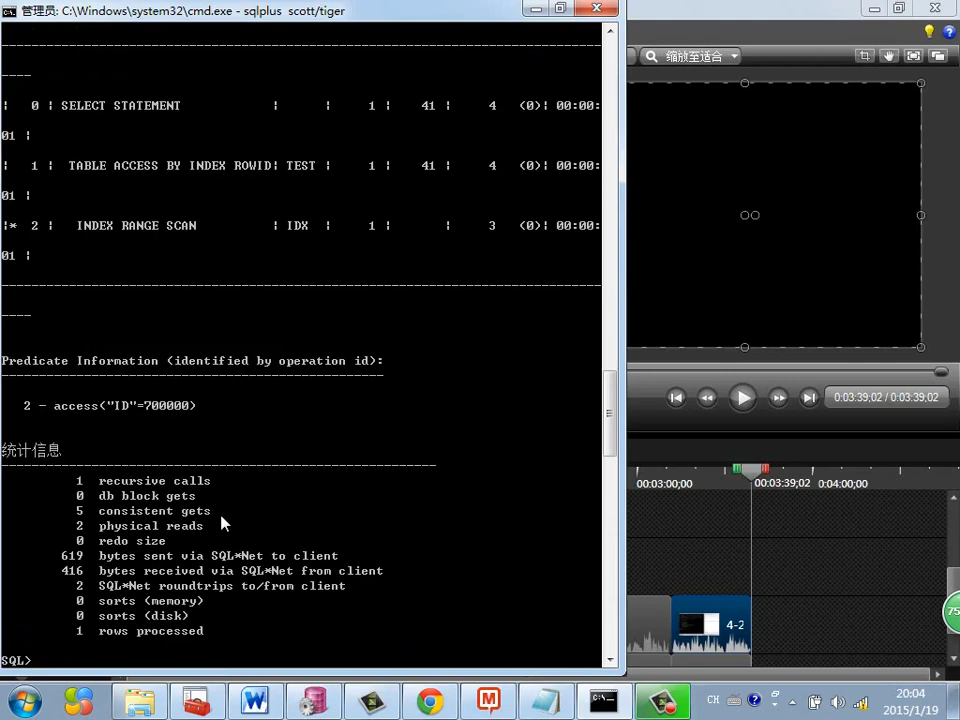 管理员: C:\Windows\system32\cmd.exe - sqlplus  scott/tiger
--------------------------------------------------------------------------------
----
|   0 | SELECT STATEMENT            |      |     1 |    41 |     4   (0)| 00:00:
01 |
|   1 |  TABLE ACCESS BY INDEX ROWID| TEST |     1 |    41 |     4   (0)| 00:00:
01 |
|*  2 |   INDEX RANGE SCAN          | IDX  |     1 |       |     3   (0)| 00:00:
01 |
--------------------------------------------------------------------------------
----
Predicate Information (identified by operation id):
---------------------------------------------------
2 - access("ID"=700000)
统计信息
----------------------------------------------------------
1  recursive calls
0  db block gets
5  consistent gets
2  physical reads
0  redo size
619  bytes sent via SQL*Net to client
416  bytes received via SQL*Net from client
2  SQL*Net roundtrips to/from client
0  sorts (memory)
0  sorts (disk)
1  rows processed
SQL>
缩放至适合
0:03:39;02 / 0:03:39;02
00:03:00;00
00:03:39;02
0:04:00;00
4-2
75
CH
20:04
2015/1/19